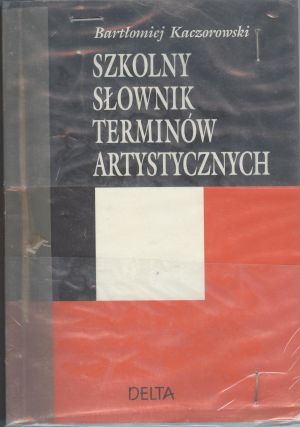 Bartłomiej Kaczorowski
SZKOLNY
SŁOWNIK
TERMINÓW
ARTYSTYCZNYCH
DELTA